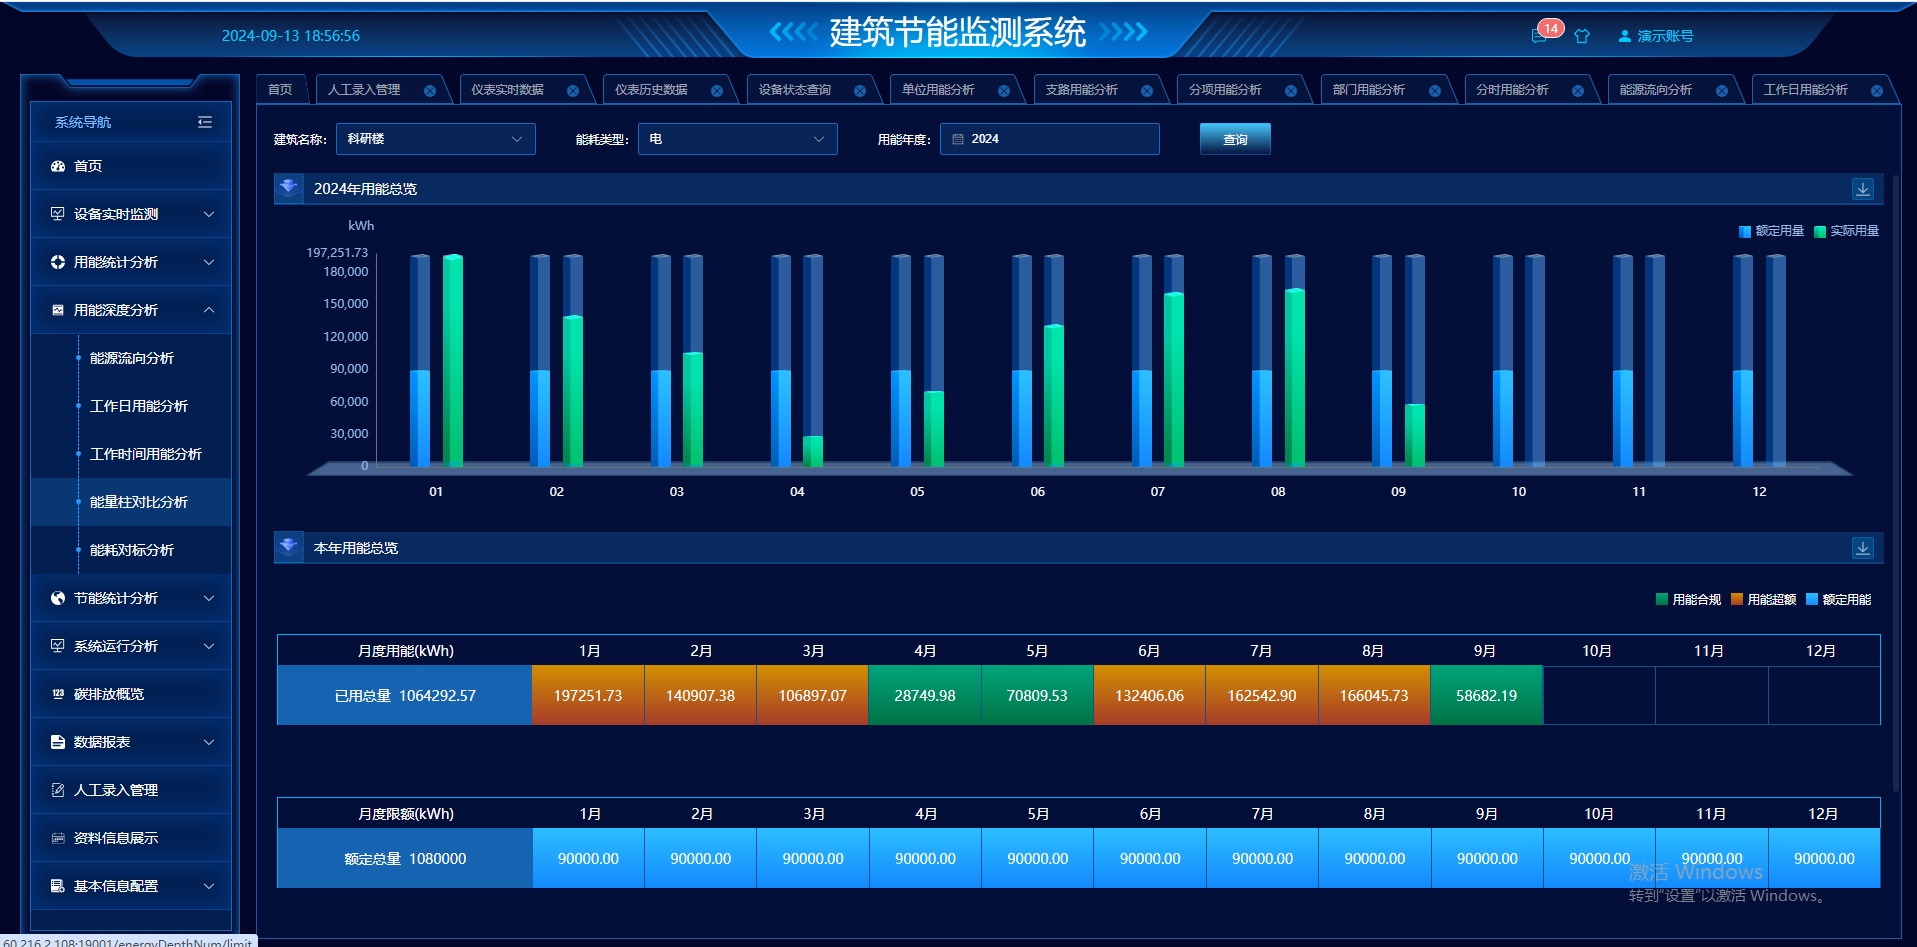 建筑节能监测系统
2024-09-13 18:56:56
14
演示账号
系统导航
首页
设备实时监测
用能统计分析
用能深度分析
能源流向分析
工作日用能分析
工作时间用能分析
能量柱对比分析
能耗对标分析
节能统计分析
系统运行分析
123 碳排放概览
数据报表
人工录入管理
资料信息展示
基本信息配置
首页 人工录入管理 仪表实时数据 仪表历史数据 设备状态查询 单位用能分析 支路用能分析 分项用能分析 部门用能分析 分时用能分析 能源流向分析 工作日用能分析
建筑名称: 科研楼 能耗类型: 电 用能年度: 2024 查询
2024年用能总览
kWh
额定用量 实际用量
197,251.73
180,000
150,000
120,000
90,000
60,000
30,000
0
01 02 03 04 05 06 07 08 09 10 11 12
本年用能总览
用能合规 用能超额 额定用能
月度用能(kWh) 1月 2月 3月 4月 5月 6月 7月 8月 9月 10月 11月 12月
已用总量 1064292.57 197251.73 140907.38 106897.07 28749.98 70809.53 132406.06 162542.90 166045.73 58682.19
月度限额(kWh) 1月 2月 3月 4月 5月 6月 7月 8月 9月 10月 11月 12月
额定总量 1080000 90000.00 90000.00 90000.00 90000.00 90000.00 90000.00 90000.00 90000.00 90000.00 90000.00 90000.00 90000.00
激活 Windows
转到"设置"以激活 Windows。
60.216.2.108:19001/energyDepthNum/limit